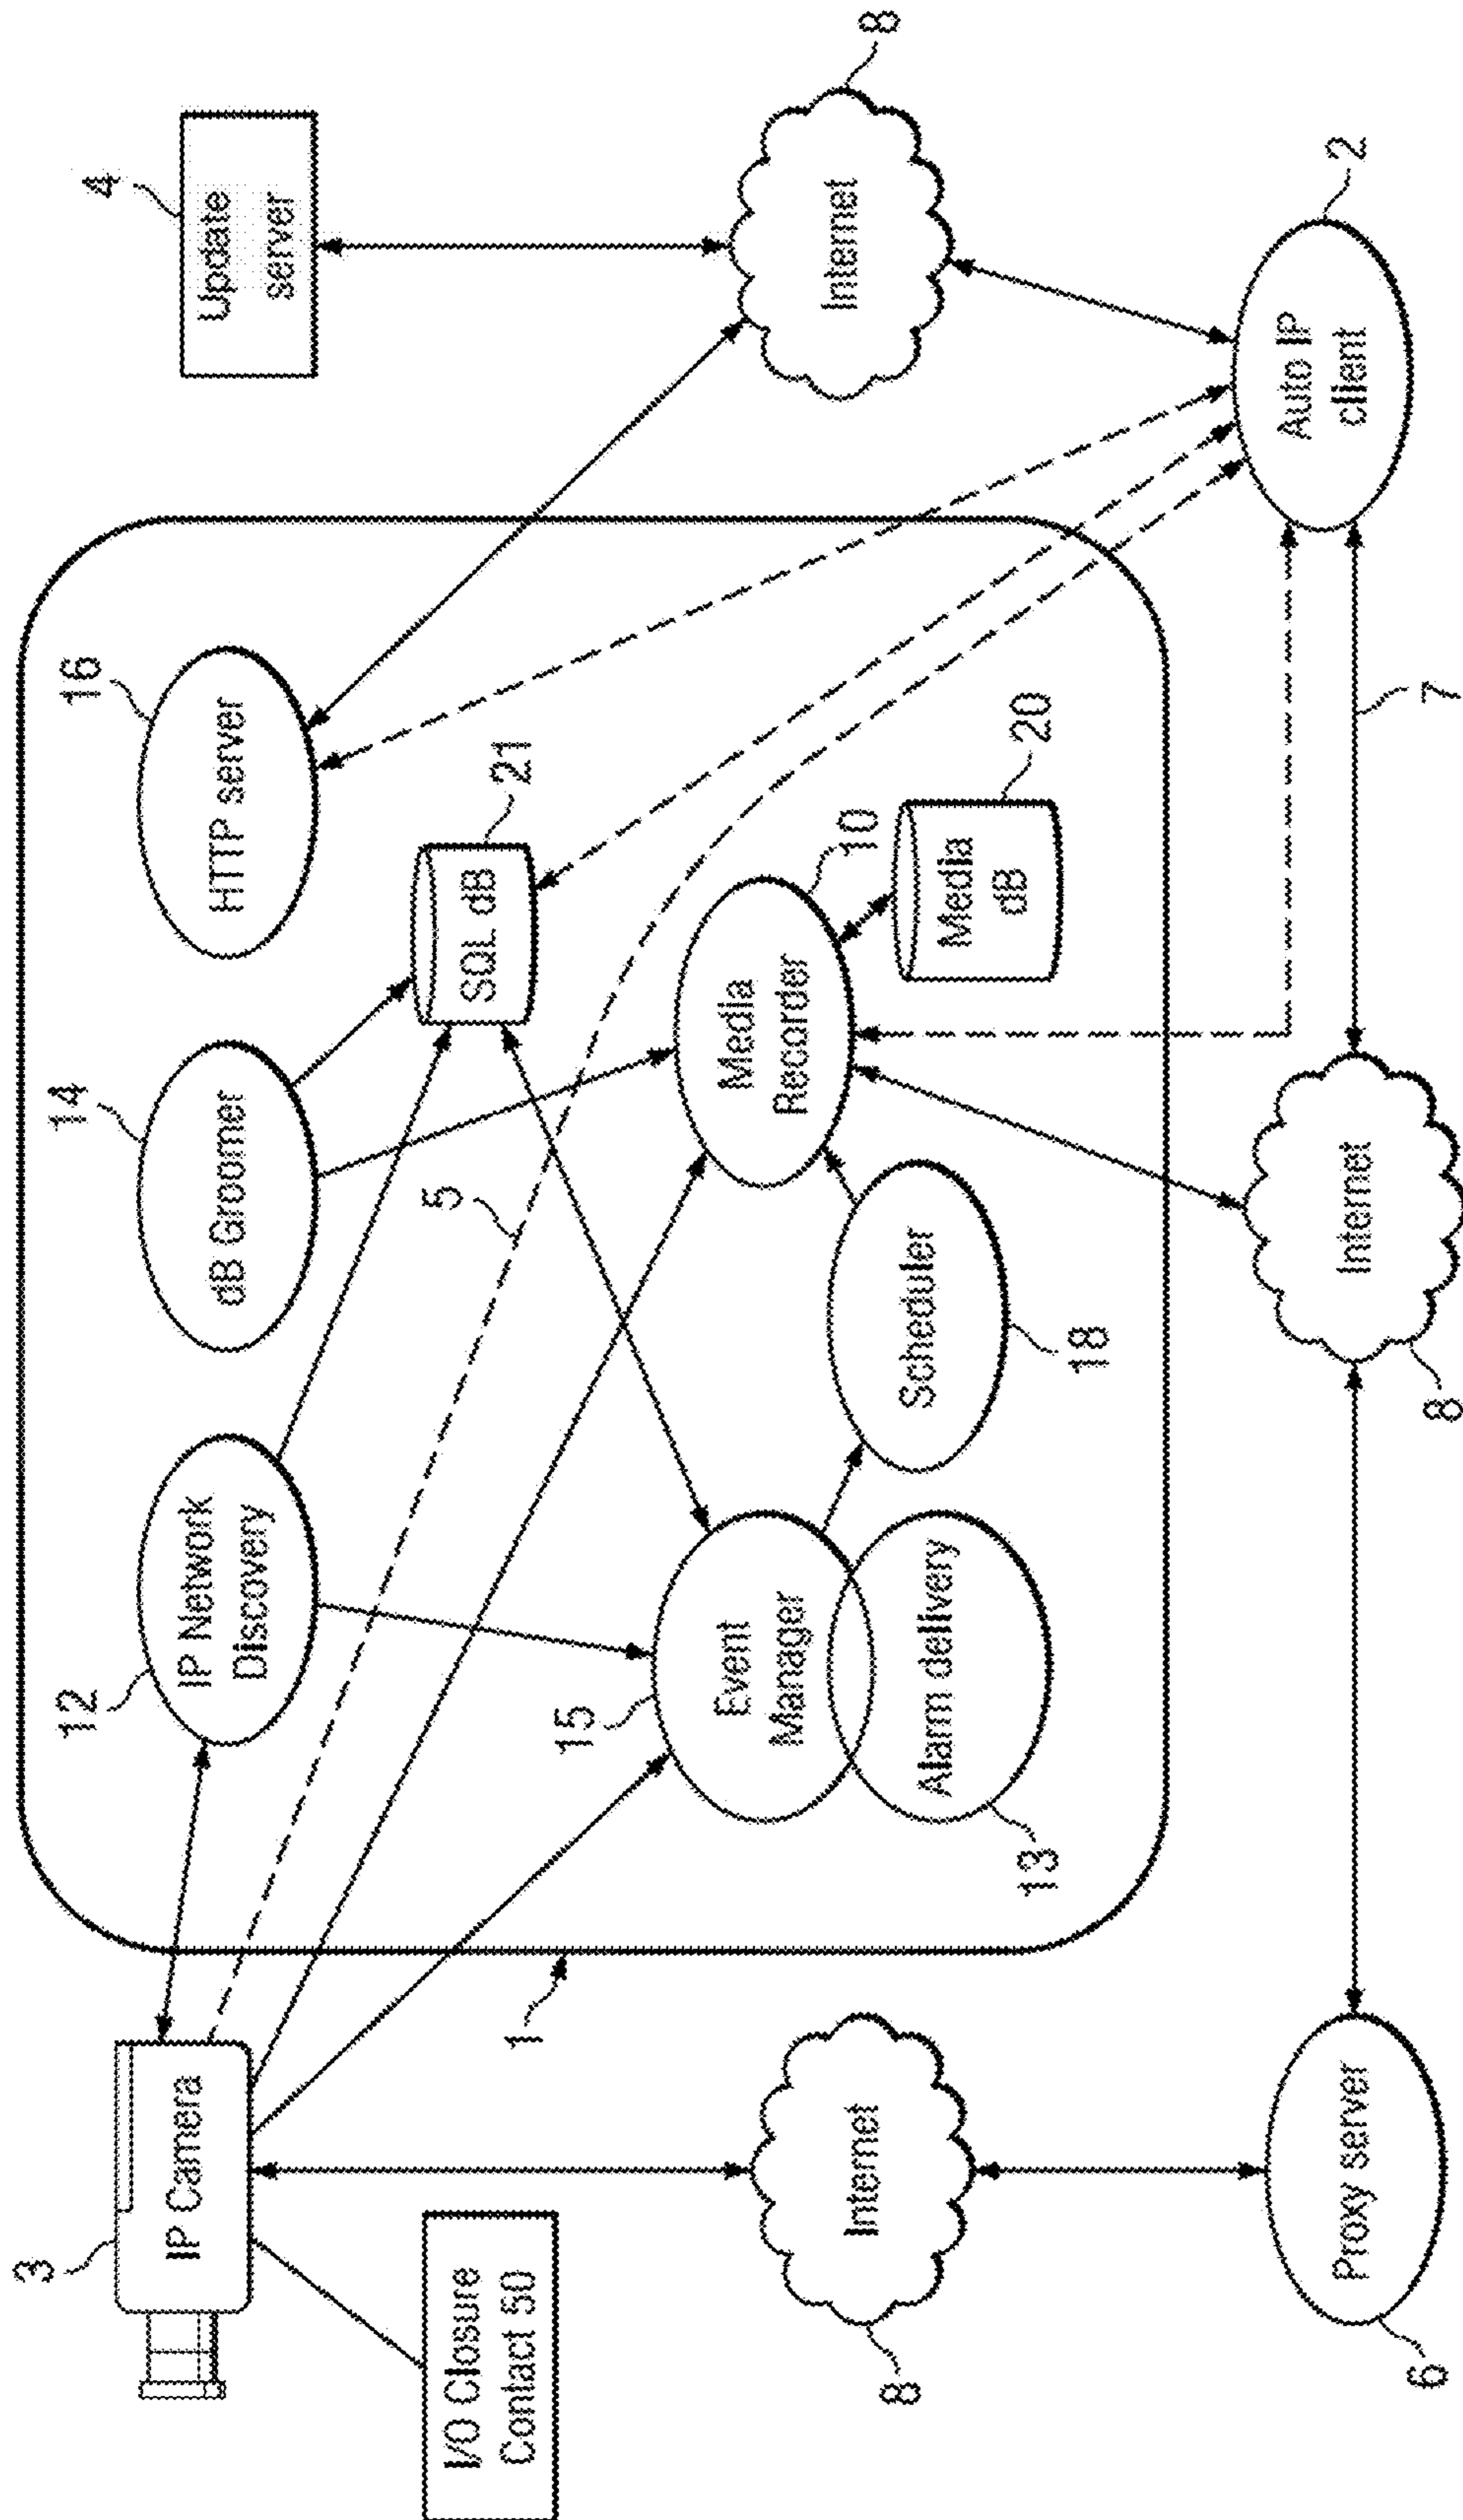 3
IP Camera
I/O Closure
Contact 50
12
IP Network
Discovery
14
dB Groomer
16
HTTP server
4
Update
server
5
SQL dB
21
1
15
Event
Manager
Alarm delivery
13
Scheduler
18
Media
Recorder
10
Media
dB
20
Internet
8
Internet
8
Proxy server
6
Internet
8
7
Auto IP
client
2